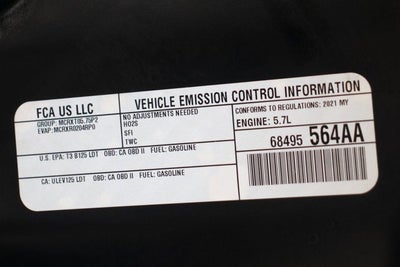 FCA US LLC
GROUP: MCRXT05.75P2
EVAP: MCRXR0204RP0
VEHICLE EMISSION CONTROL INFORMATION
NO ADJUSTMENTS NEEDED
HO2S
SFI
TWC
CONFORMS TO REGULATIONS: 2021 MY
ENGINE: 5.7L
68495 564AA
U.S. EPA: T3 B125 LDT OBD: CA OBD II FUEL: GASOLINE
CA: ULEV125 LDT OBD: CA OBD II FUEL: GASOLINE